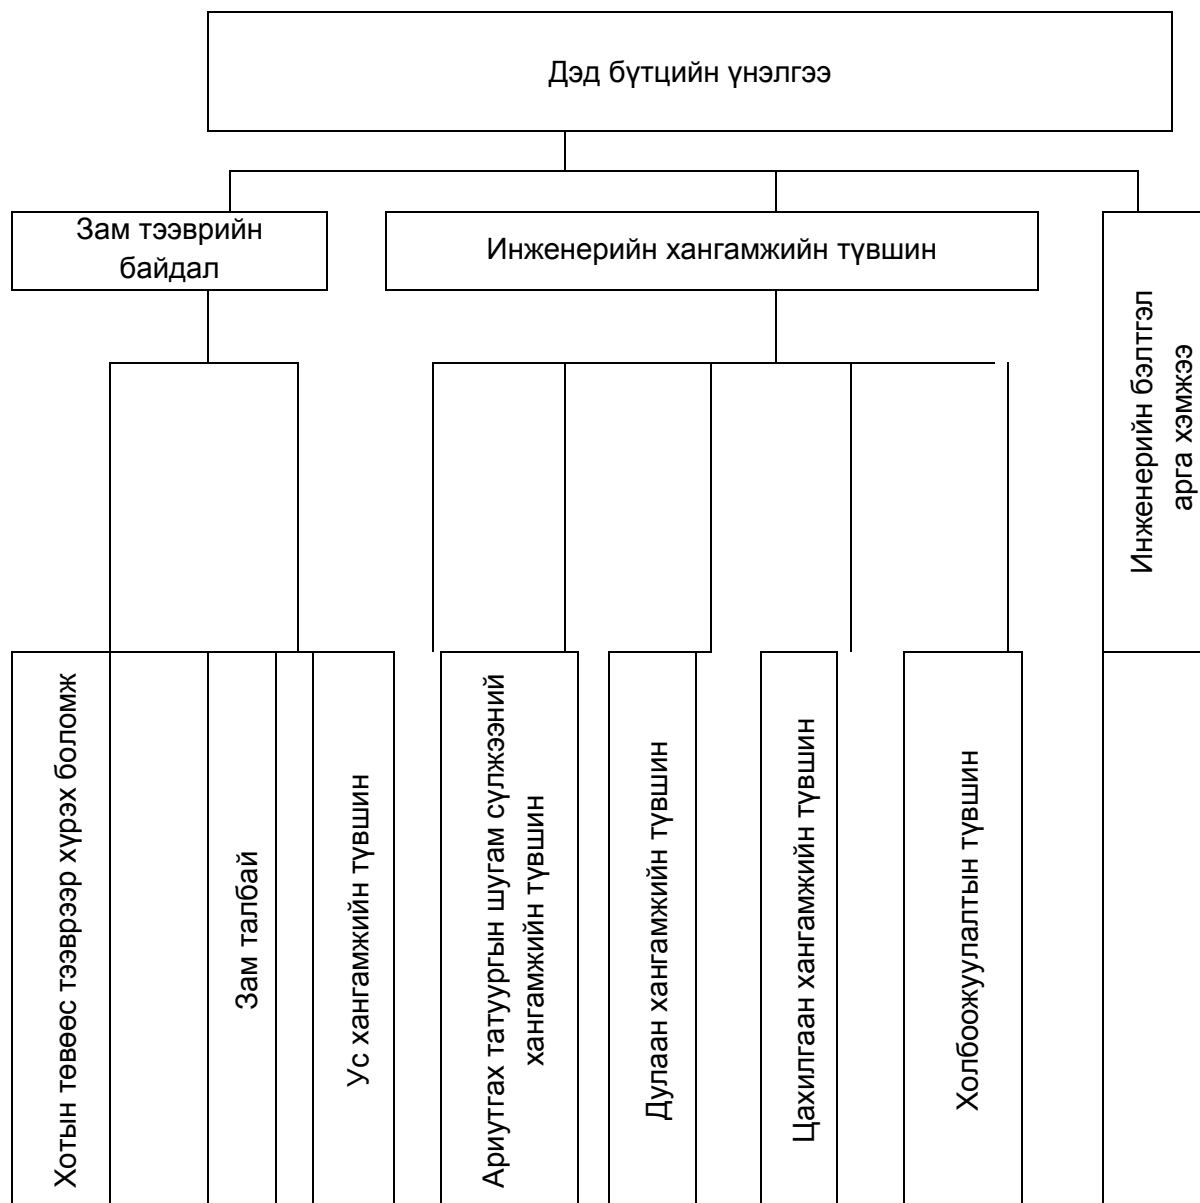 Дэд бүтцийн үнэлгээ
Зам тээврийн
байдал
Инженерийн хангамжийн түвшин
Инженерийн бэлтгэл
арга хэмжээ
Хотын төвөөс тээврээр хүрэх боломж
Зам талбай
Ус хангамжийн түвшин
Ариутгах татуургын шугам сүлжээний
хангамжийн түвшин
Дулаан хангамжийн түвшин
Цахилгаан хангамжийн түвшин
Холбоожуулалтын түвшин